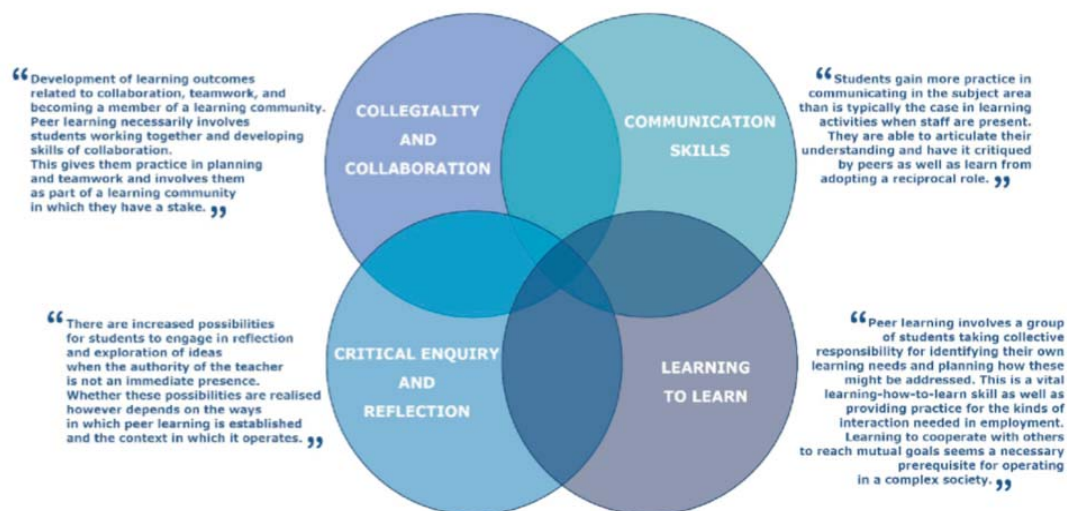 “Development of learning outcomes
related to collaboration, teamwork, and
becoming a member of a learning community.
Peer learning necessarily involves
students working together and developing
skills of collaboration.
This gives them practice in planning
and teamwork and involves them
as part of a learning community
in which they have a stake.”
COLLEGIALITY
AND
COLLABORATION
COMMUNICATION
SKILLS
“Students gain more practice in
communicating in the subject area
than is typically the case in learning
activities when staff are present.
They are able to articulate their
understanding and have it critiqued
by peers as well as learn from
adopting a reciprocal role.”
“There are increased possibilities
for students to engage in reflection
and exploration of ideas
when the authority of the teacher
is not an immediate presence.
Whether these possibilities are realised
however depends on the ways
in which peer learning is established
and the context in which it operates.”
CRITICAL ENQUIRY
AND
REFLECTION
LEARNING
TO LEARN
“Peer learning involves a group
of students taking collective
responsibility for identifying their own
learning needs and planning how these
might be addressed. This is a vital
learning-how-to-learn skill as well as
providing practice for the kinds of
interaction needed in employment.
Learning to cooperate with others
to reach mutual goals seems a necessary
prerequisite for operating
in a complex society.”